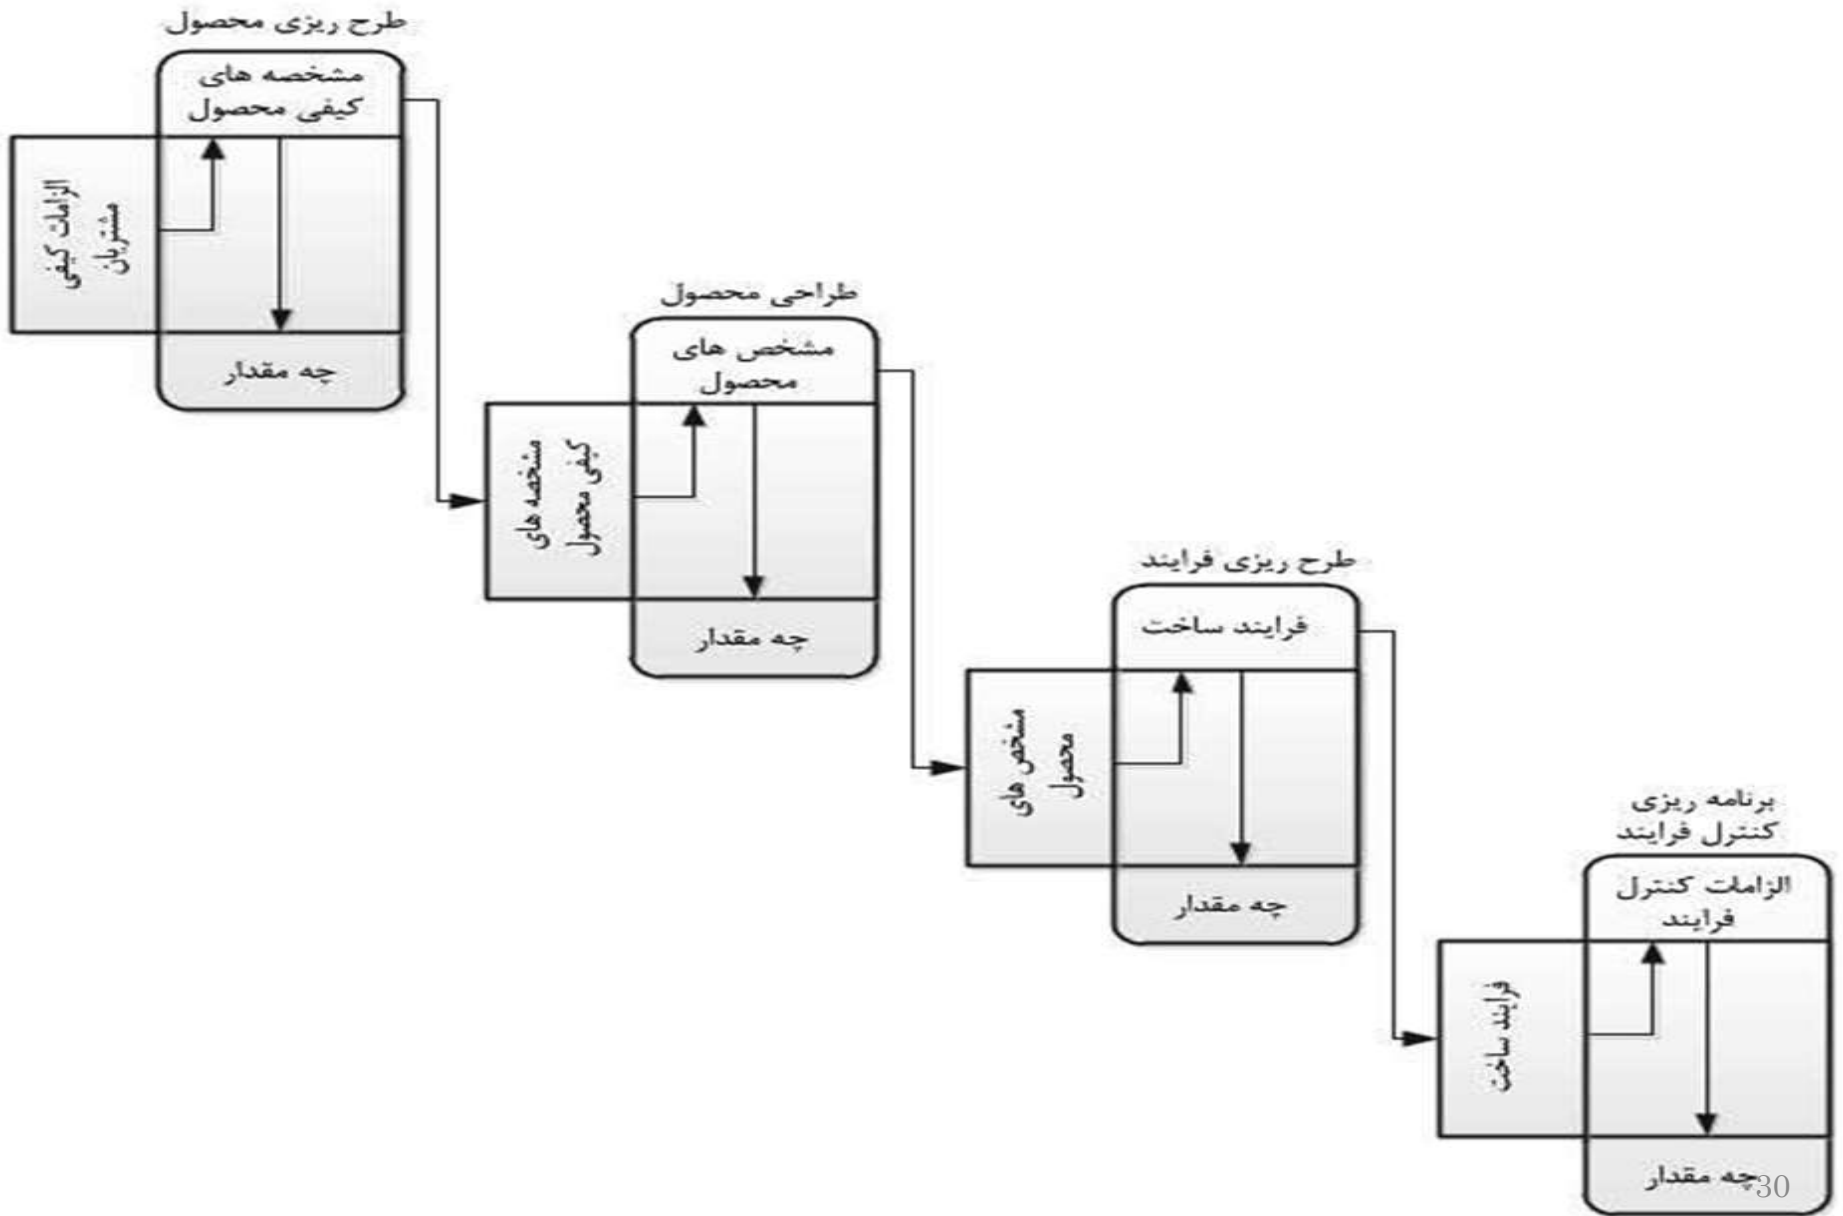 طرح ریزی محصول
مشخصه های
کیفی محصول
الزامات کیفی
مشتریان
چه مقدار
طراحی محصول
مشخص های
محصول
مشخصه های
کیفی محصول
چه مقدار
طرح ریزی فرایند
فرایند ساخت
مشخص های
محصول
چه مقدار
برنامه ریزی
کنترل فرایند
الزامات کنترل
فرایند
فرایند ساخت
چه مقدار
30